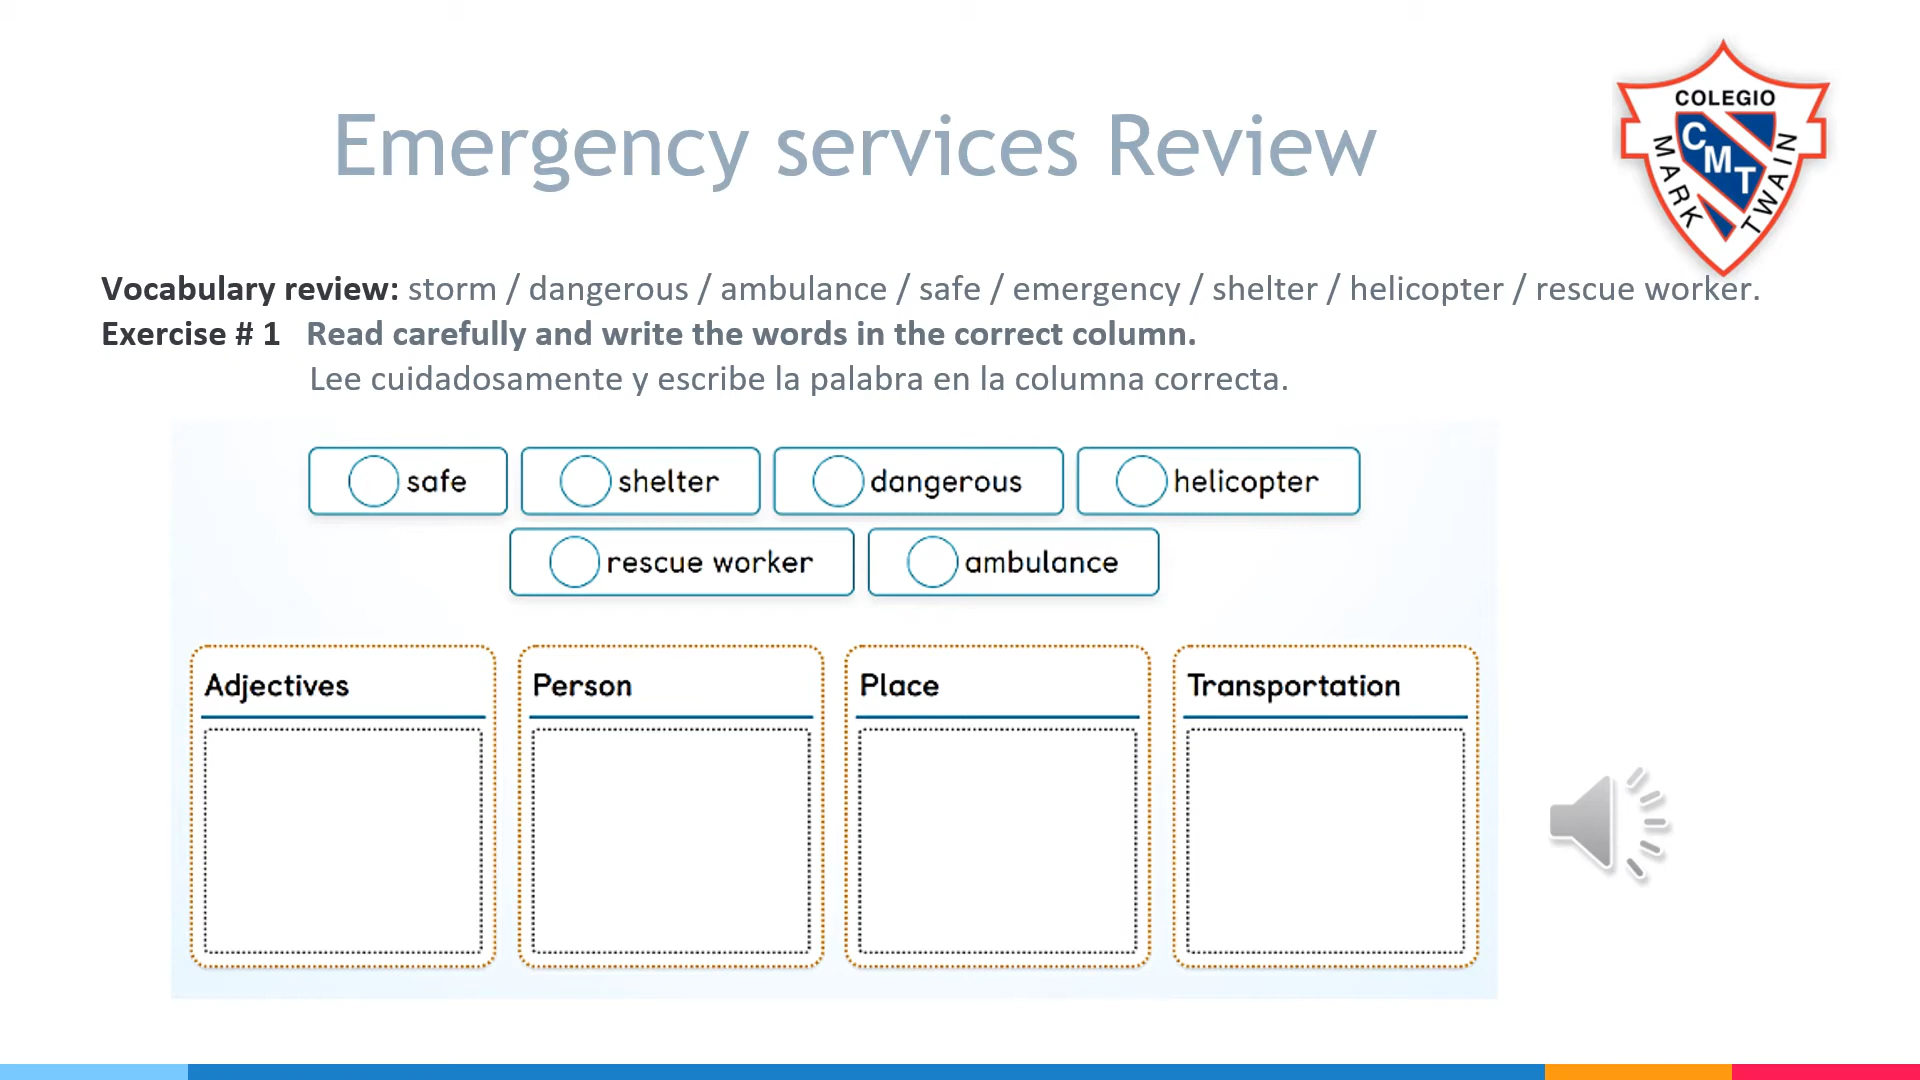 Emergency services Review
COLEGIO
MARK
CMT
TWAIN
Vocabulary review: storm / dangerous / ambulance / safe / emergency / shelter / helicopter / rescue worker.
Exercise # 1 Read carefully and write the words in the correct column.
Lee cuidadosamente y escribe la palabra en la columna correcta.
safe
shelter
dangerous
helicopter
rescue worker
ambulance
Adjectives
Person
Place
Transportation